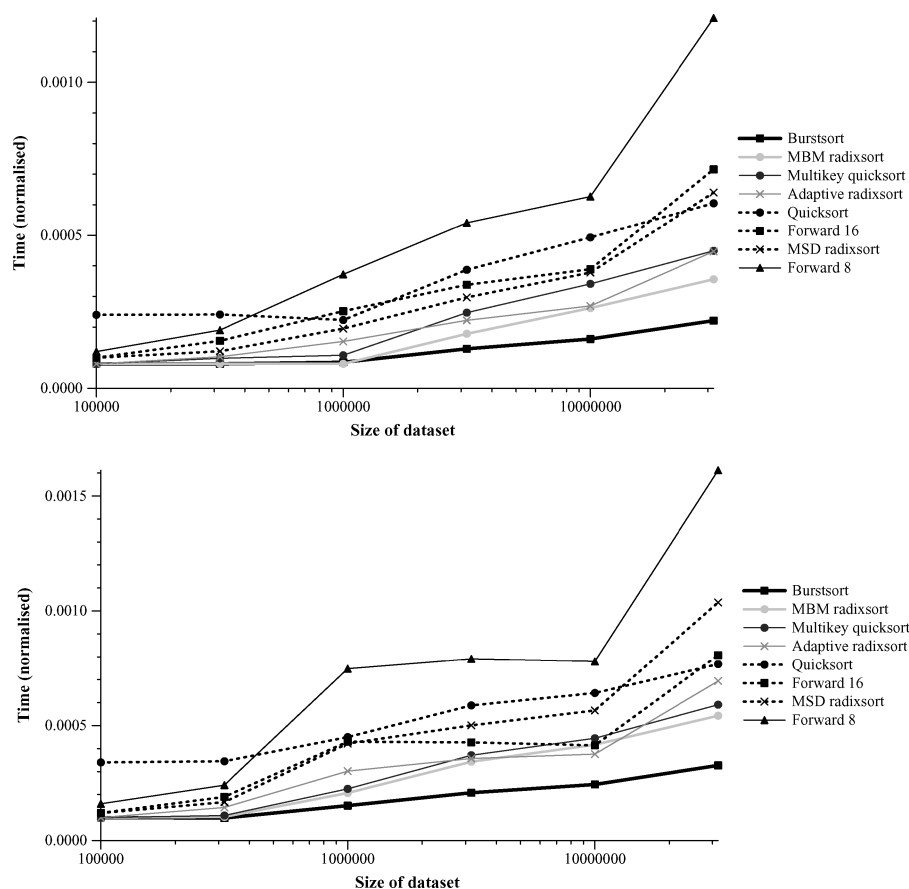 0.0010
0.0005
0.0000
Time (normalised)
100000
1000000
10000000
Size of dataset
Burstsort
MBM radixsort
Multikey quicksort
Adaptive radixsort
Quicksort
Forward 16
MSD radixsort
Forward 8
0.0015
0.0010
0.0005
0.0000
Time (normalised)
100000
1000000
10000000
Size of dataset
Burstsort
MBM radixsort
Multikey quicksort
Adaptive radixsort
Quicksort
Forward 16
MSD radixsort
Forward 8